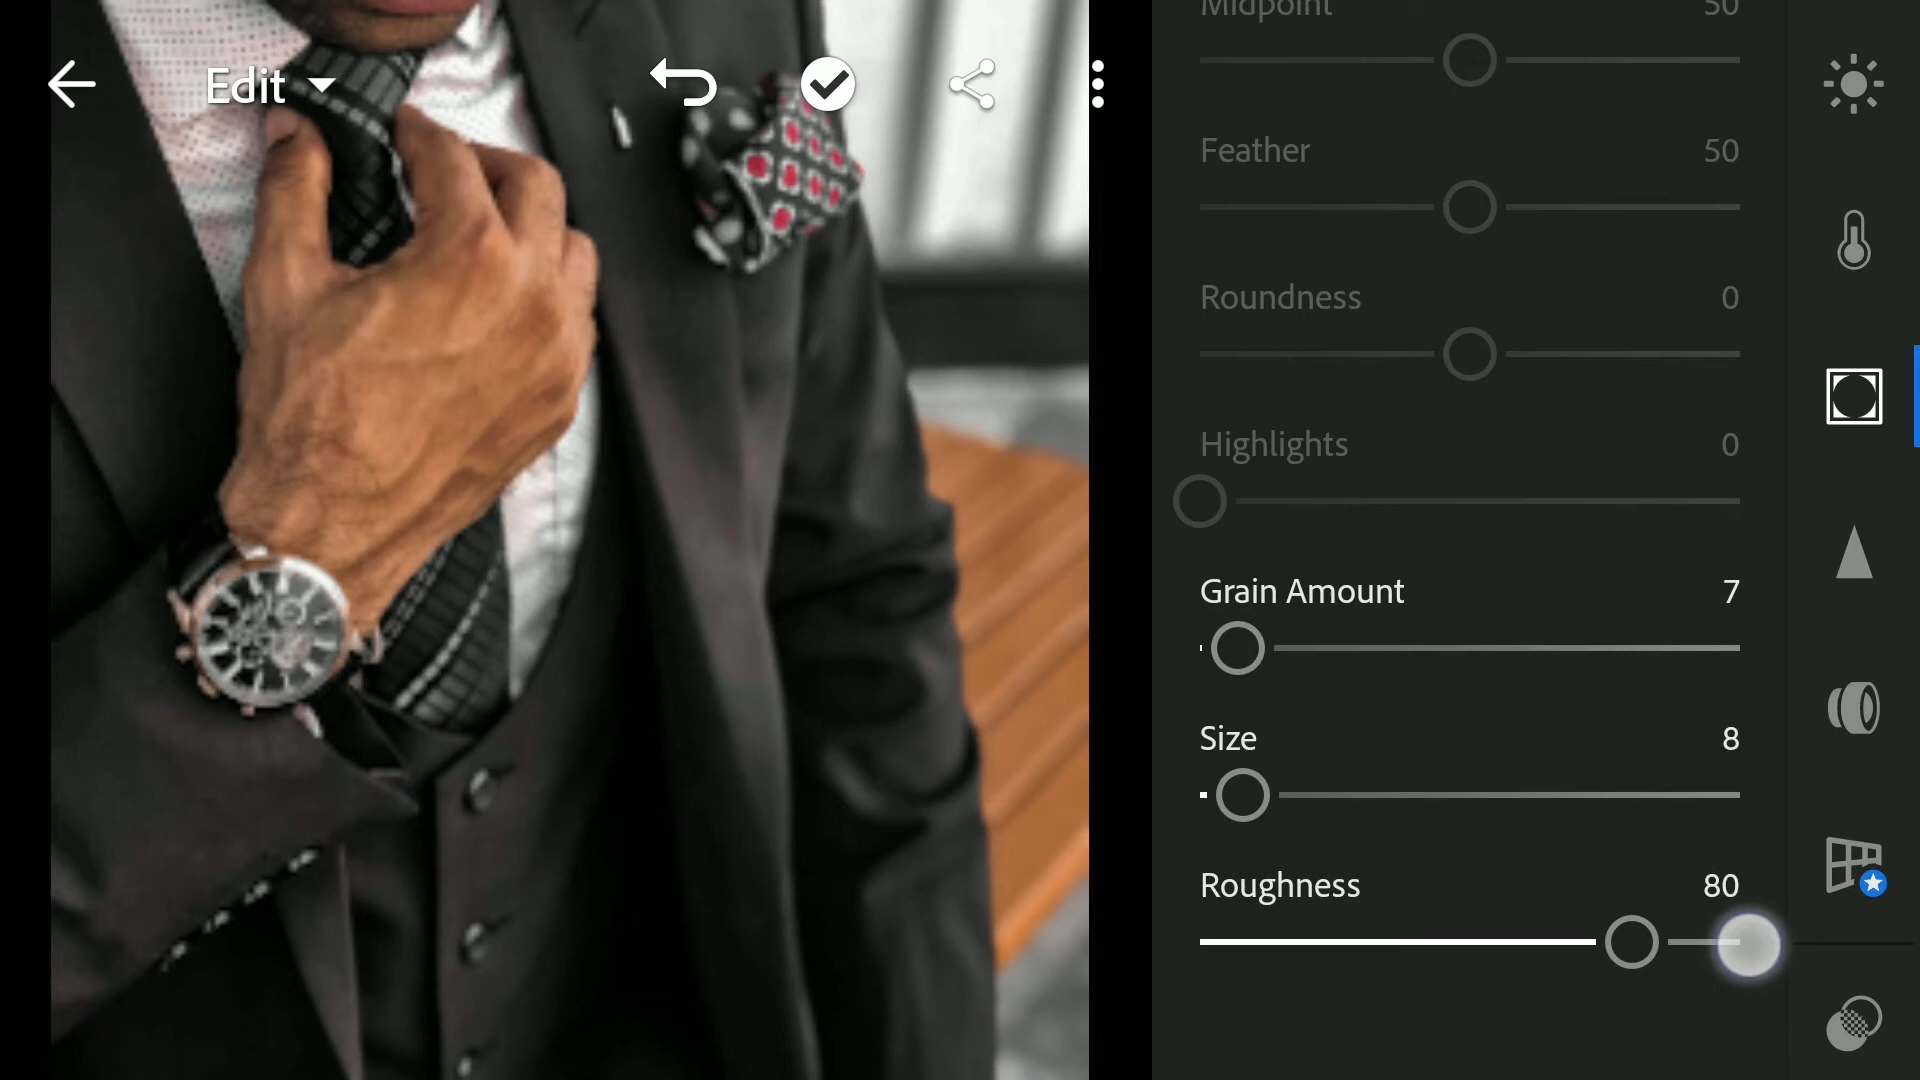 Edit
Midpoint 50
Feather 50
Roundness 0
Highlights 0
Grain Amount 7
Size 8
Roughness 80